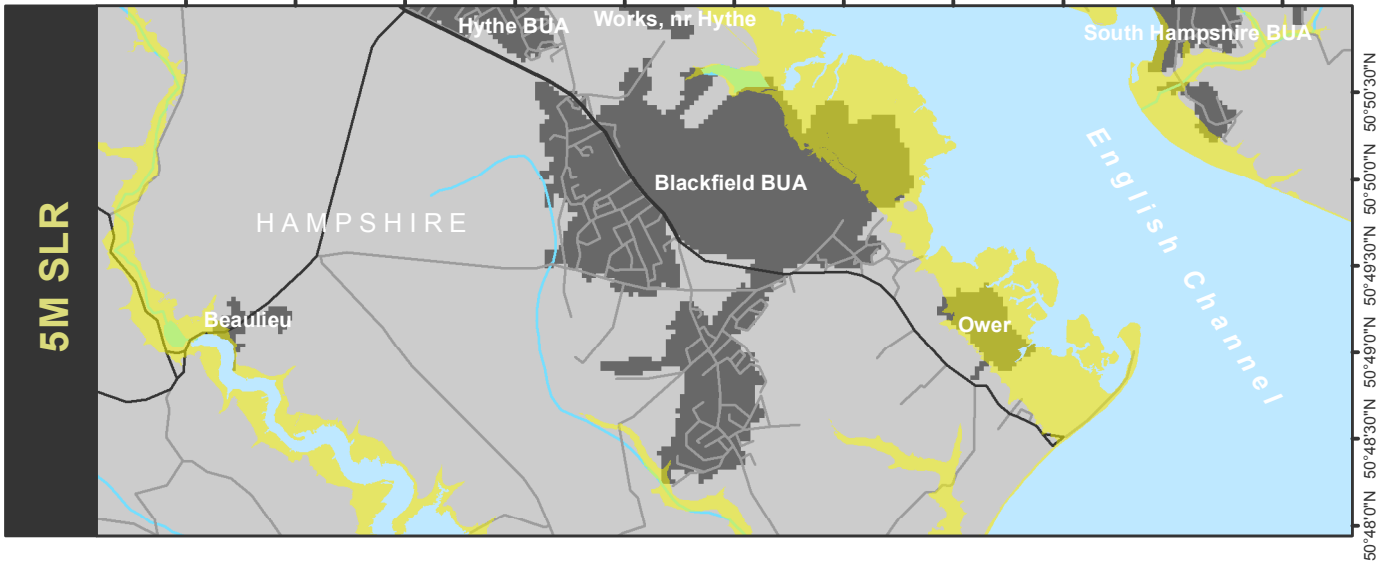 5M SLR
Hythe BUA
Works, nr Hythe
South Hampshire BUA
Blackfield BUA
HAMPSHIRE
English Channel
Beaulieu
Ower
50°50'30"N
50°50'0"N
50°49'30"N
50°49'0"N
50°48'30"N
50°48'0"N